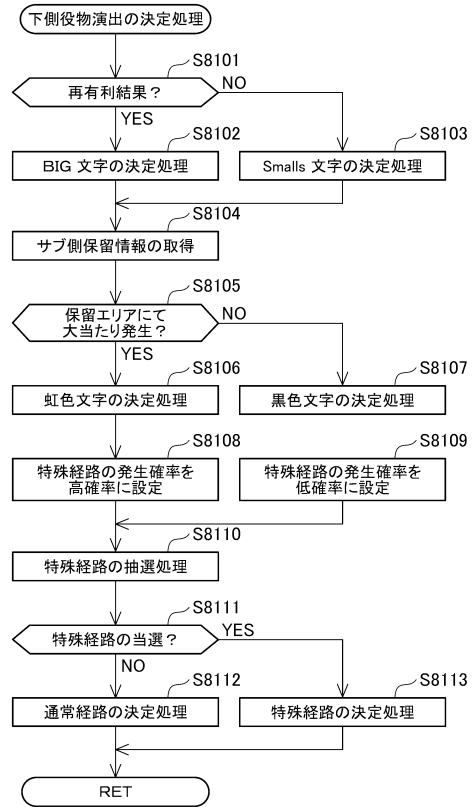 下側役物演出の決定処理
S8101
再有利結果？
NO
YES
S8102
S8103
BIG 文字の決定処理
Smalls 文字の決定処理
S8104
サブ側保留情報の取得
S8105
保留エリアにて
大当たり発生？
NO
YES
S8106
S8107
虹色文字の決定処理
黒色文字の決定処理
S8108
S8109
特殊経路の発生確率を
高確率に設定
特殊経路の発生確率を
低確率に設定
S8110
特殊経路の抽選処理
S8111
特殊経路の当選？
YES
NO
S8112
S8113
通常経路の決定処理
特殊経路の決定処理
RET